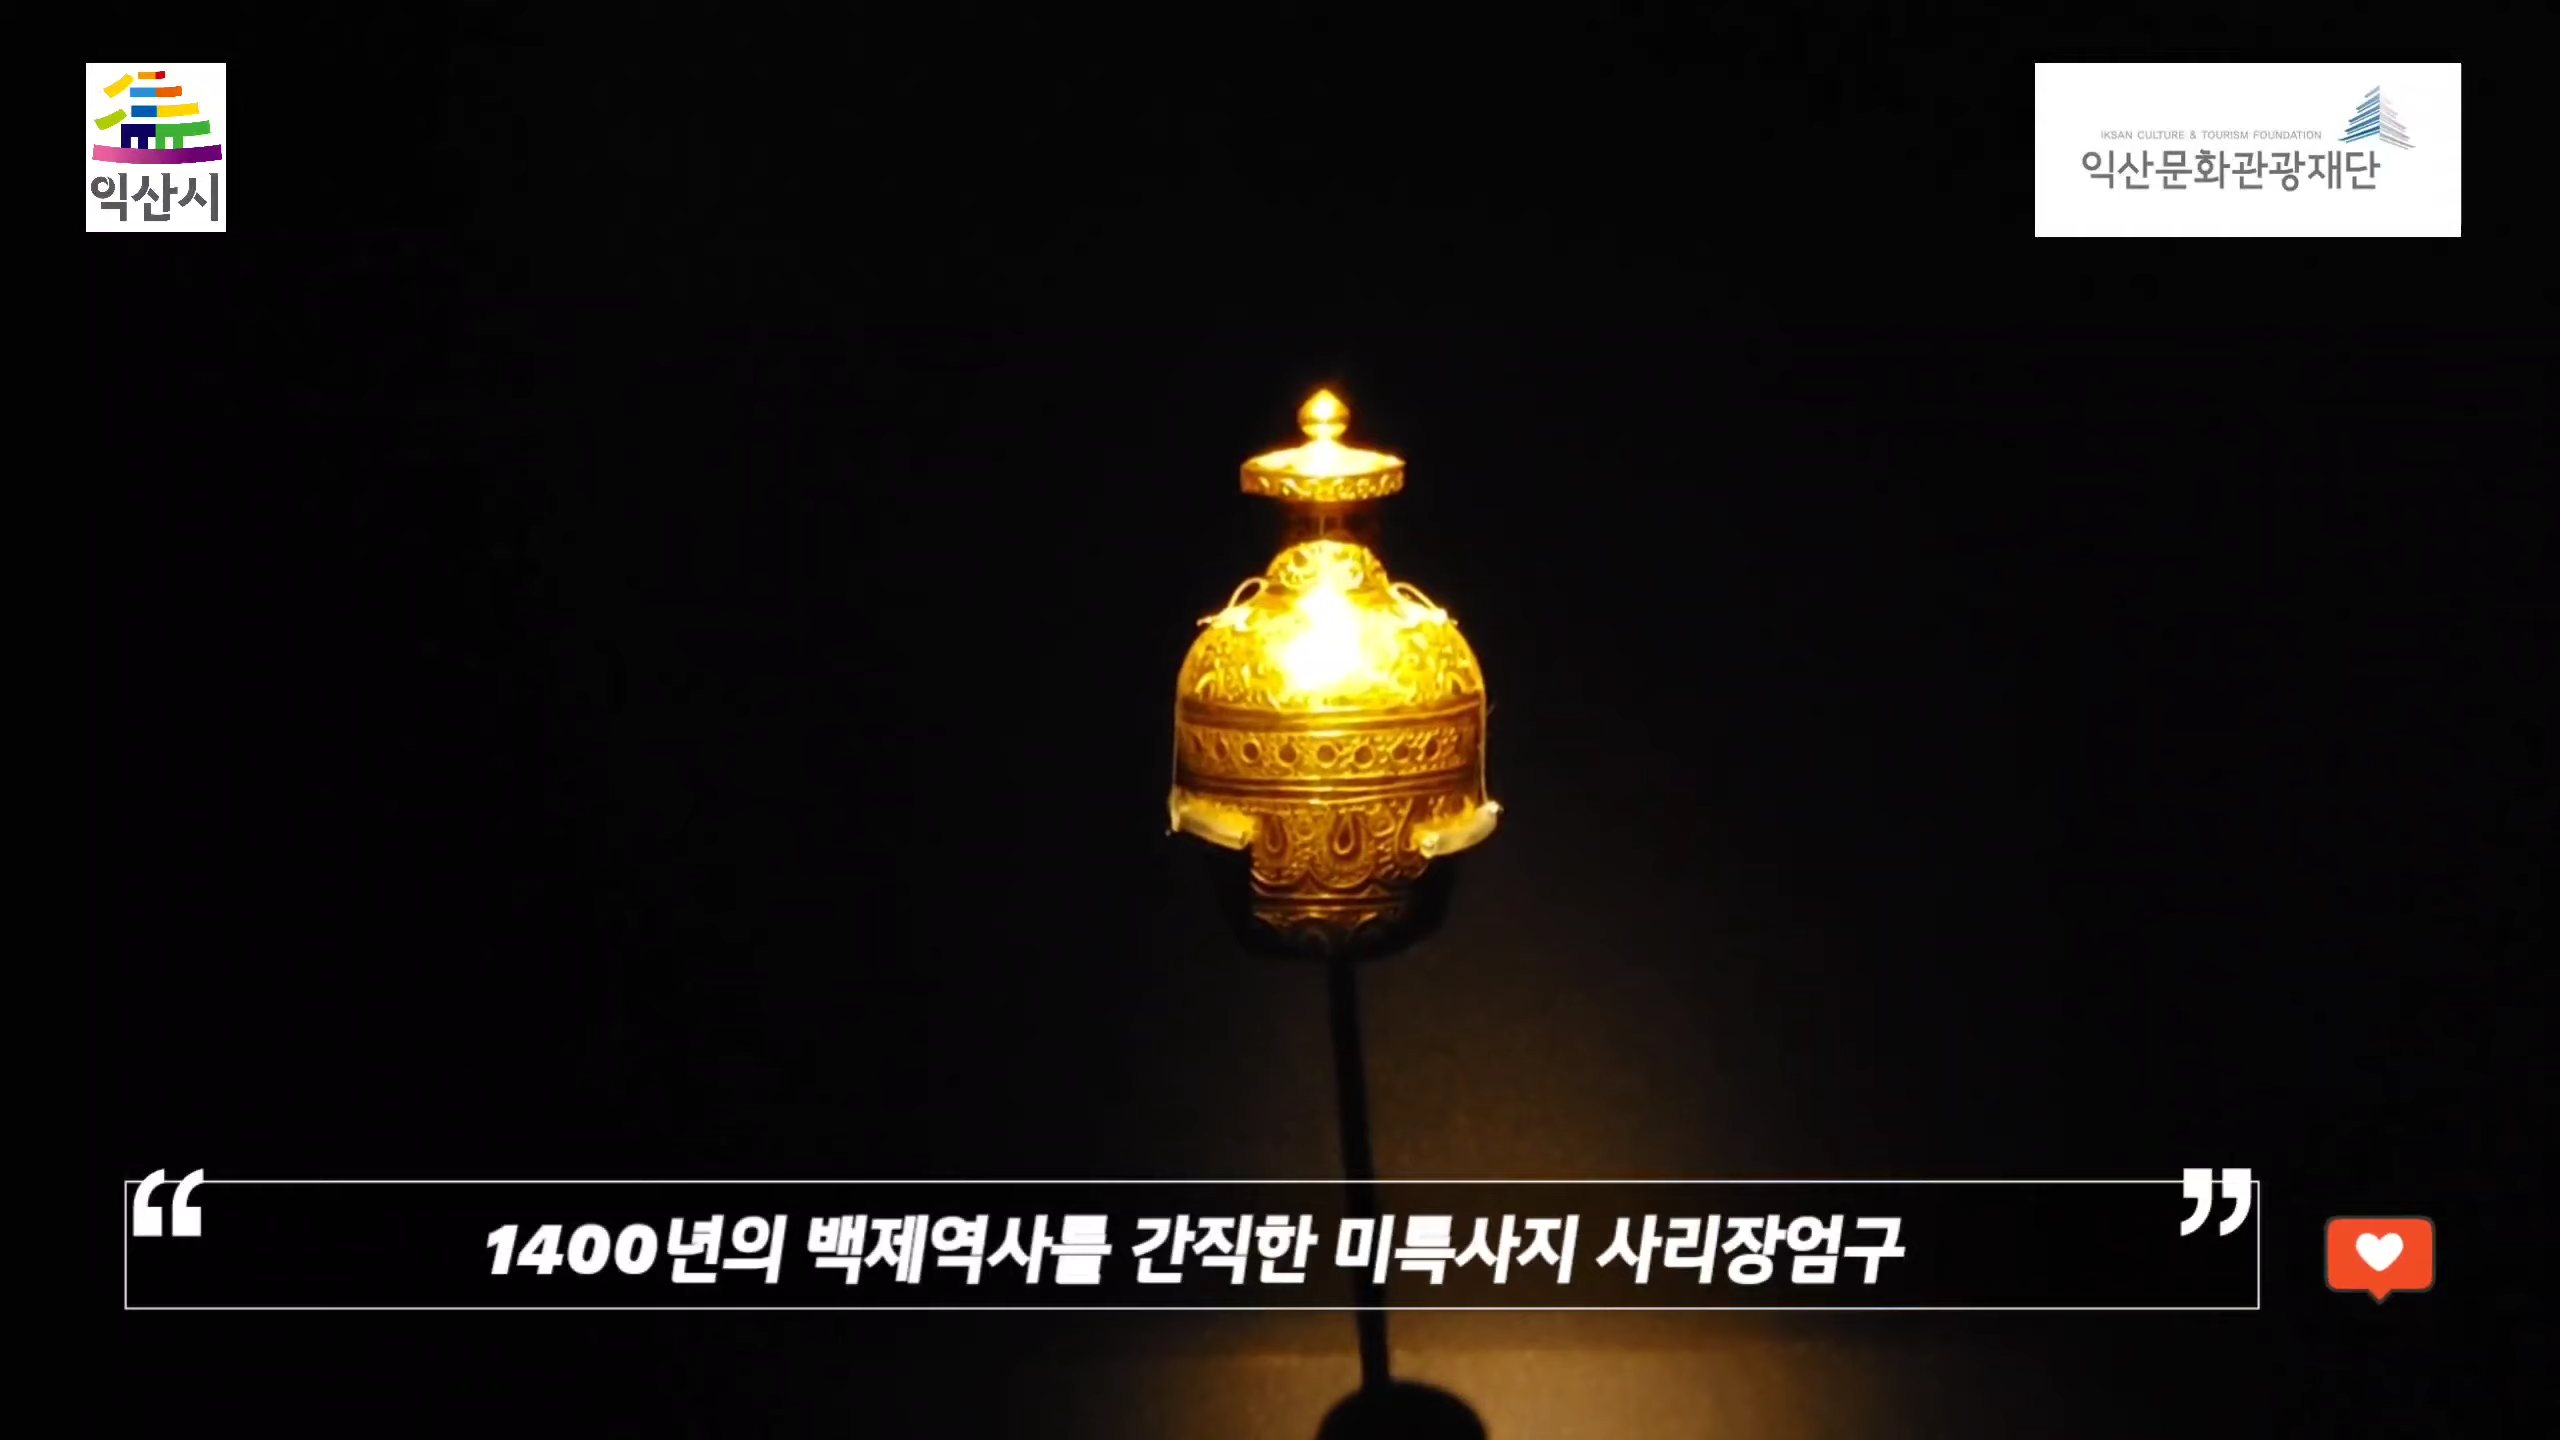 익산시
IKSAN CULTURE & TOURISM FOUNDATION
익산문화관광재단
“ 1400년의 백제역사를 간직한 미륵사지 사리장엄구 ”